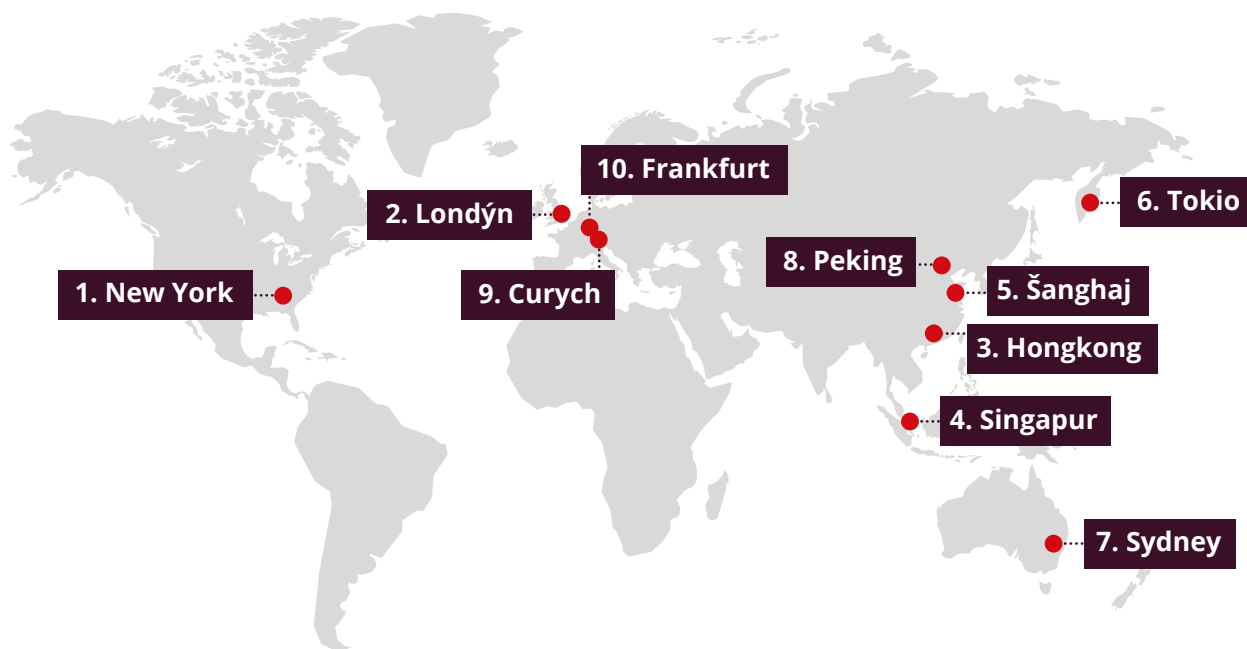 10. Frankfurt
2. Londýn
6. Tokio
8. Peking
1. New York
9. Curych
5. Šanghaj
3. Hongkong
4. Singapur
7. Sydney